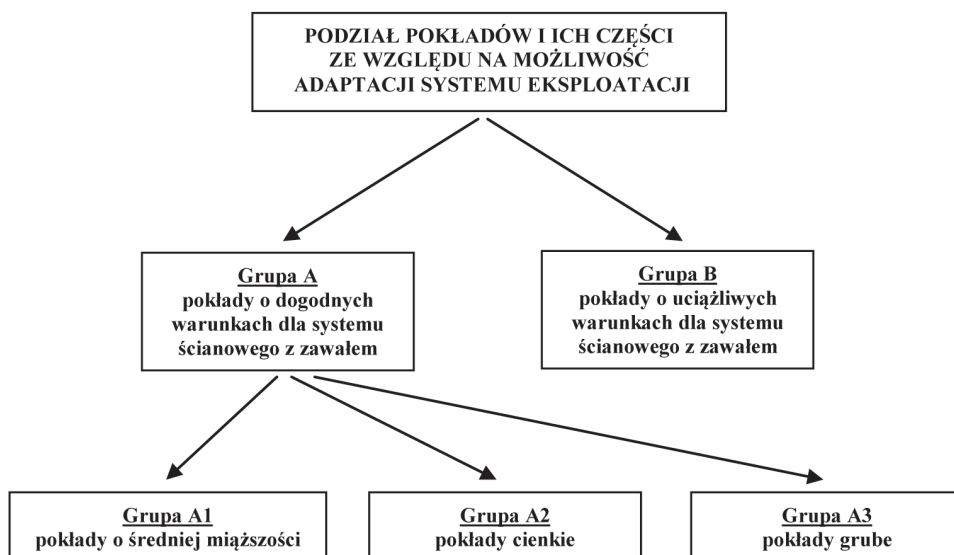 PODZIAŁ POKŁADÓW I ICH CZĘŚCI
ZE WZGLĘDU NA MOŻLIWOŚĆ
ADAPTACJI SYSTEMU EKSPLOATACJI
Grupa A
pokłady o dogodnych
warunkach dla systemu
ścianowego z zawałem
Grupa B
pokłady o uciążliwych
warunkach dla systemu
ścianowego z zawałem
Grupa A1
pokłady o średniej miąższości
Grupa A2
pokłady cienkie
Grupa A3
pokłady grube